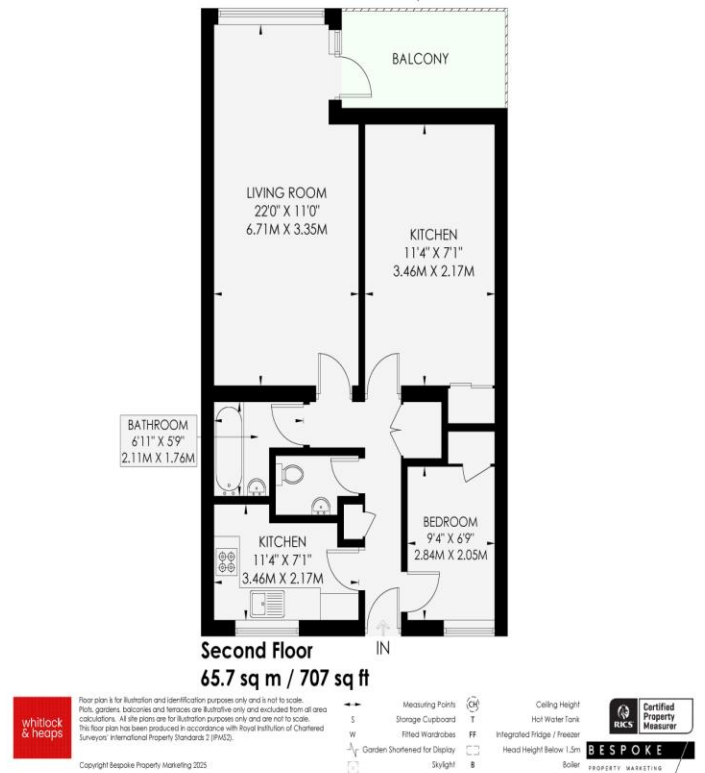 BALCONY
LIVING ROOM
22'0" X 11'0"
6.71M X 3.35M
KITCHEN
11'4" X 7'1"
3.46M X 2.17M
BATHROOM
6'11" X 5'9"
2.11M X 1.76M
KITCHEN
11'4" X 7'1"
3.46M X 2.17M
BEDROOM
9'4" X 6'9"
2.84M X 2.05M
IN
Second Floor
65.7 sq m / 707 sq ft
whitlock
& heaps
Floor plan is for illustration and identification purposes only and is not to scale.
Plots, gardens, balconies and terraces are illustrative only and excluded from all area
calculations. All site plans are for illustration purposes only and are not to scale.
This floor plan has been produced in accordance with Royal Institution of Chartered
Surveyors' International Property Standards 2 (IPMS2).
Copyright Bespoke Property Marketing 2025
Measuring Points
S Storage Cupboard
W Fitted Wardrobes
Garden Shortened for Display
S Skylight
CH Ceiling Height
T Hot Water Tank
FF Integrated Fridge / Freezer
Head Height Below 1.5m
B Boiler
RICS
Certified
Property
Measurer
BESPOKE
PROPERTY MARKETING